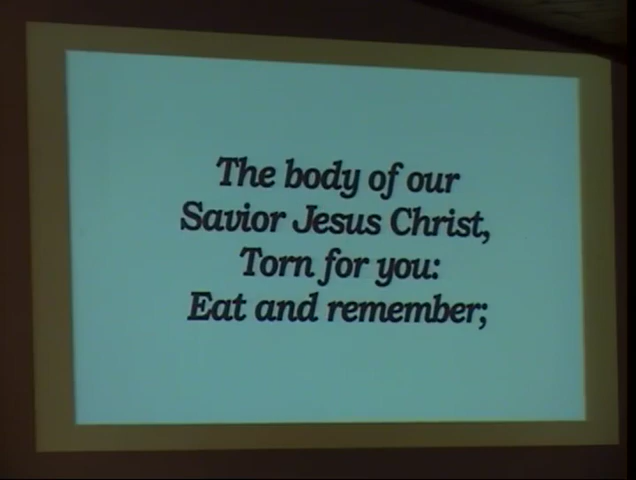 The body of our
Savior Jesus Christ,
Torn for you:
Eat and remember;